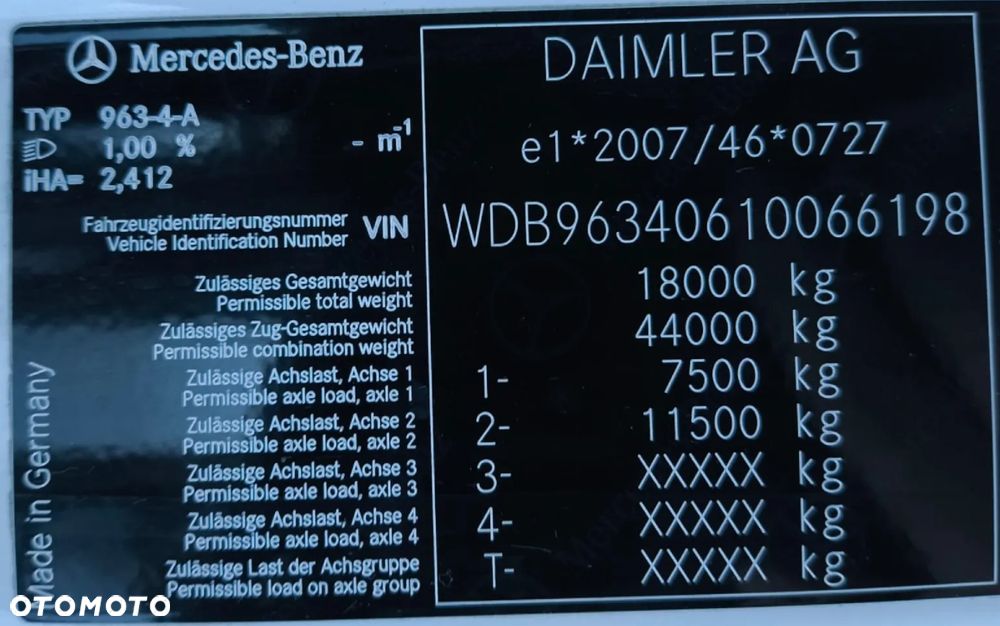 Mercedes-Benz
DAIMLER AG
TYP 963-4-A
1,00 % - m⁻¹
iHA= 2,412
e1*2007/46*0727
Fahrzeugidentifizierungsnummer
Vehicle Identification Number
VIN WDB96340610066198
Zulässiges Gesamtgewicht
Permissible total weight
18000 kg
Zulässiges Zug-Gesamtgewicht
Permissible combination weight
44000 kg
Zulässige Achslast, Achse 1
Permissible axle load, axle 1
1- 7500 kg
Zulässige Achslast, Achse 2
Permissible axle load, axle 2
2- 11500 kg
Zulässige Achslast, Achse 3
Permissible axle load, axle 3
3- XXXXX kg
Zulässige Achslast, Achse 4
Permissible axle load, axle 4
4- XXXXX kg
Zulässige Last der Achsgruppe
Permissible load on axle group
T- XXXXX kg
Made in Germany
OTOMOTO